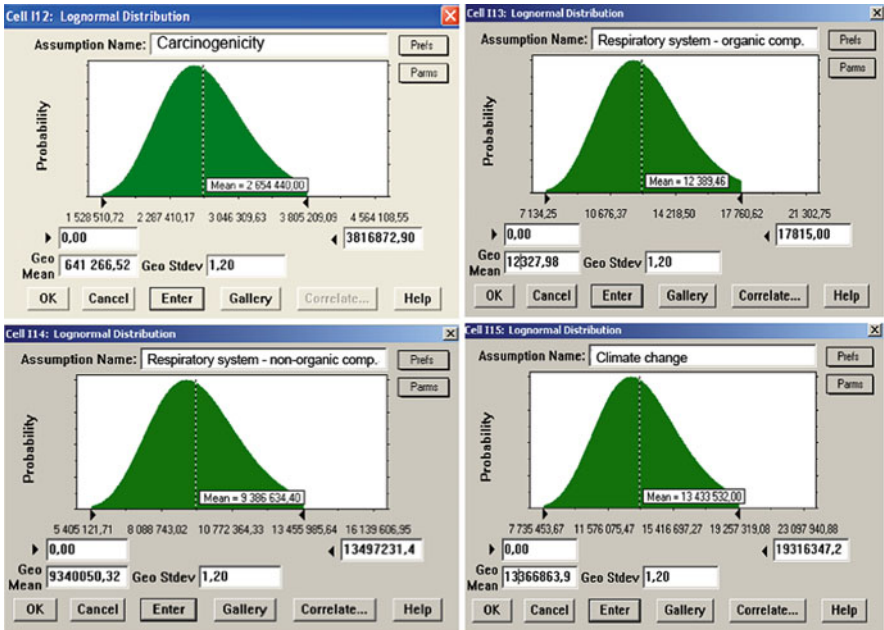 Cell I12: Lognormal Distribution
Assumption Name: Carcinogenicity
Prefs
Parms
Probability
Mean = 2 654 440,00
1 528 510,72 2 287 410,17 3 046 309,63 3 805 209,09 4 564 108,55
0,00 3816872,90
Geo Mean 641 266,52 Geo Stdev 1,20
OK Cancel Enter Gallery Correlate... Help
Cell I13: Lognormal Distribution
Assumption Name: Respiratory system - organic comp.
Prefs
Parms
Probability
Mean = 12 389,46
7 134,25 10 676,37 14 218,50 17 760,62 21 302,75
0,00 17815,00
Geo Mean 12327,98 Geo Stdev 1,20
OK Cancel Enter Gallery Correlate... Help
Cell I14: Lognormal Distribution
Assumption Name: Respiratory system - non-organic comp.
Prefs
Parms
Probability
Mean = 9 386 634,40
5 405 121,71 8 088 743,02 10 772 364,33 13 455 985,64 16 139 606,95
0,00 13497231,4
Geo Mean 9340050,32 Geo Stdev 1,20
OK Cancel Enter Gallery Correlate... Help
Cell I15: Lognormal Distribution
Assumption Name: Climate change
Prefs
Parms
Probability
Mean = 13 433 532,00
7 735 453,67 11 576 075,47 15 416 697,27 19 257 319,08 23 097 940,88
0,00 19316347,2
Geo Mean 13366863,9 Geo Stdev 1,20
OK Cancel Enter Gallery Correlate... Help